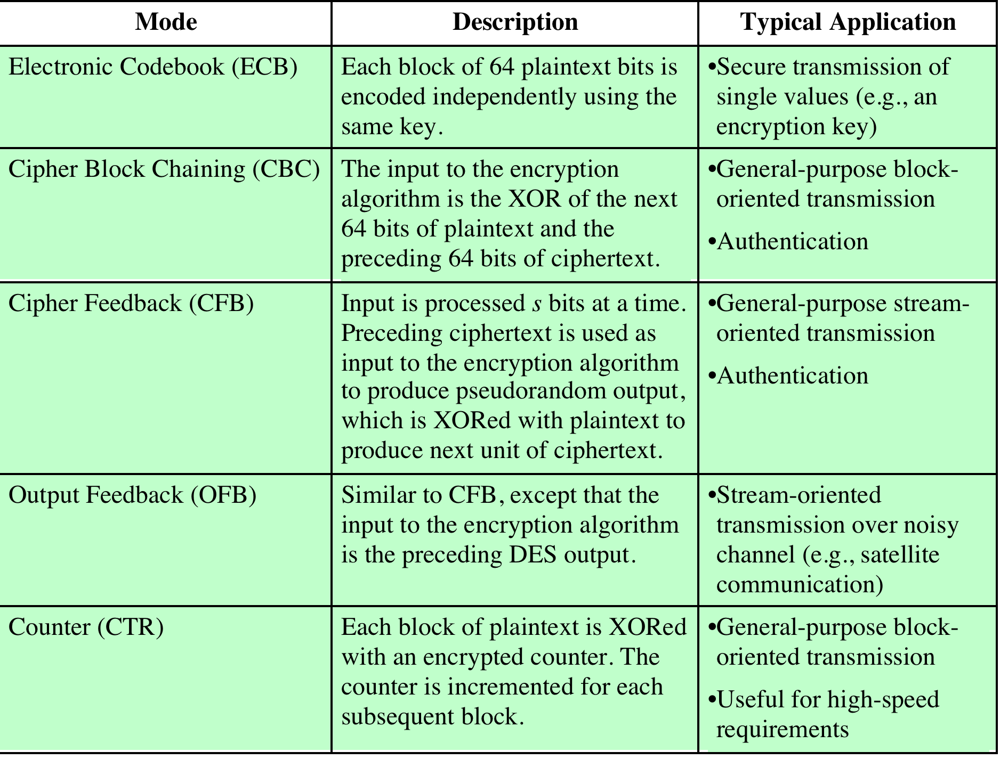 Mode
Description
Typical Application
Electronic Codebook (ECB)
Each block of 64 plaintext bits is
encoded independently using the
same key.
•Secure transmission of
single values (e.g., an
encryption key)
Cipher Block Chaining (CBC)
The input to the encryption
algorithm is the XOR of the next
64 bits of plaintext and the
preceding 64 bits of ciphertext.
•General-purpose block-
oriented transmission
•Authentication
Cipher Feedback (CFB)
Input is processed s bits at a time.
Preceding ciphertext is used as
input to the encryption algorithm
to produce pseudorandom output,
which is XORed with plaintext to
produce next unit of ciphertext.
•General-purpose stream-
oriented transmission
•Authentication
Output Feedback (OFB)
Similar to CFB, except that the
input to the encryption algorithm
is the preceding DES output.
•Stream-oriented
transmission over noisy
channel (e.g., satellite
communication)
Counter (CTR)
Each block of plaintext is XORed
with an encrypted counter. The
counter is incremented for each
subsequent block.
•General-purpose block-
oriented transmission
•Useful for high-speed
requirements